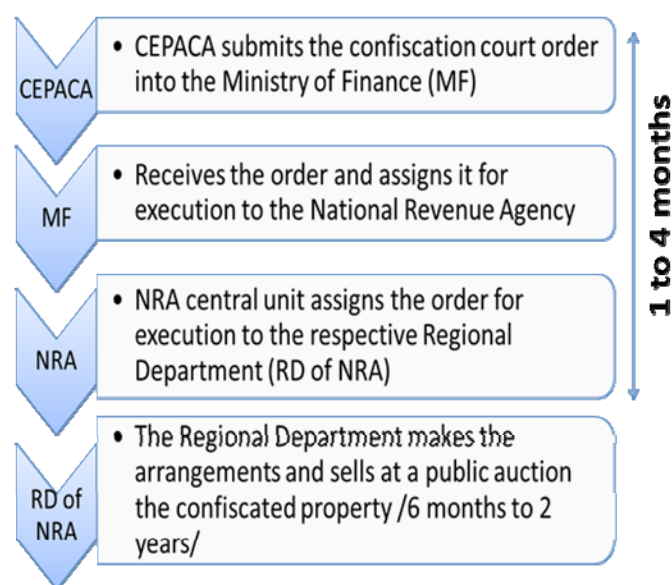 CEPACA
• CEPACA submits the confiscation court order
into the Ministry of Finance (MF)
MF
• Receives the order and assigns it for
execution to the National Revenue Agency
NRA
• NRA central unit assigns the order for
execution to the respective Regional
Department (RD of NRA)
RD of
NRA
• The Regional Department makes the
arrangements and sells at a public auction
the confiscated property /6 months to 2
years/
1 to 4 months